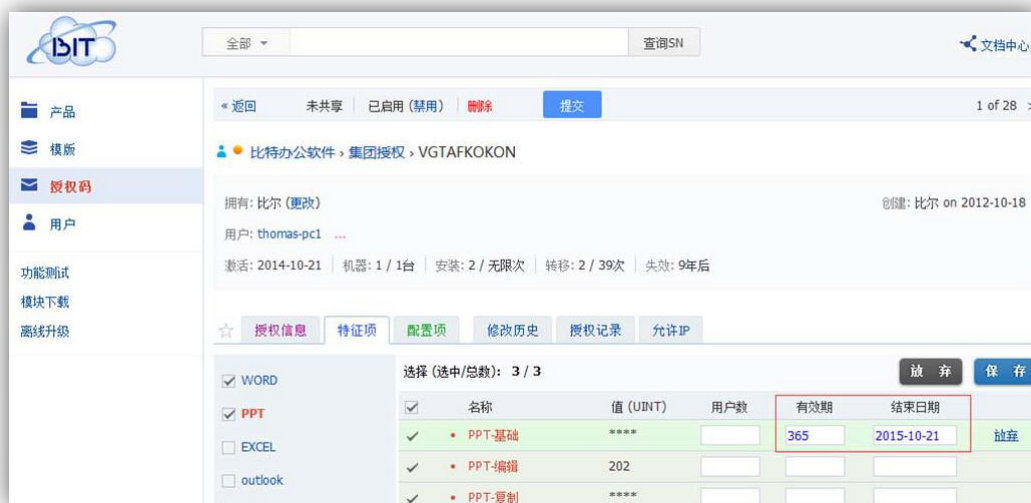 BIT
全部
查询SN
文档中心
产品
模版
授权码
用户
功能测试
模块下载
离线升级
« 返回 未共享 已启用 (禁用) 删除 提交 1 of 28 >
比特办公软件 › 集团授权 › VGTAFKOKON
拥有: 比尔 (更改) 创建: 比尔 on 2012-10-18
用户: thomas-pc1 ...
激活: 2014-10-21 机器: 1 / 1台 安装: 2 / 无限次 转移: 2 / 39次 失效: 9年后
授权信息 特征项 配置项 修改历史 授权记录 允许IP
WORD
PPT
EXCEL
outlook
选择 (选中/总数): 3 / 3 放 弃 保 存
名称 值 (UINT) 用户数 有效期 结束日期
• PPT-基础 **** 365 2015-10-21 放弃
• PPT-编辑 202
• PPT-复制 ****